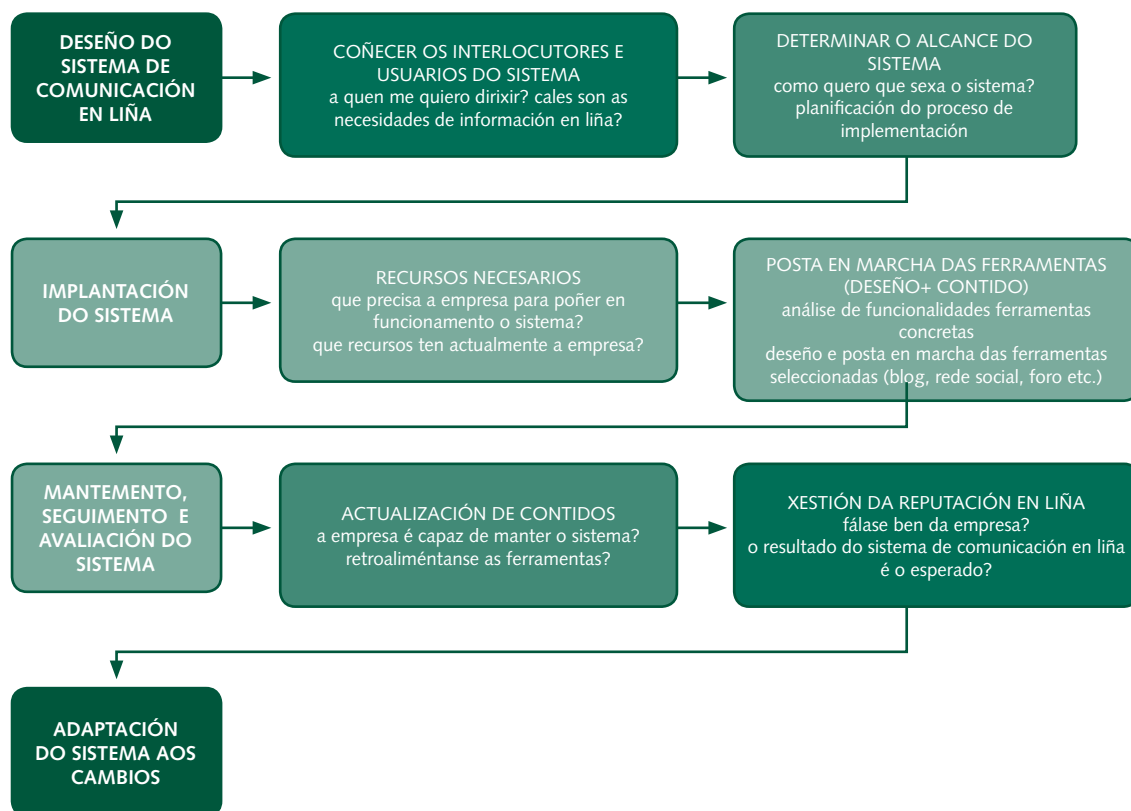 DESEÑO DO
SISTEMA DE
COMUNICACIÓN
EN LIÑA
COÑECER OS INTERLOCUTORES E
USUARIOS DO SISTEMA
a quen me quiero dirixir? cales son as
necesidades de información en liña?
DETERMINAR O ALCANCE DO
SISTEMA
como quero que sexa o sistema?
planificación do proceso de
implementación
IMPLANTACIÓN
DO SISTEMA
RECURSOS NECESARIOS
que precisa a empresa para poñer en
funcionamento o sistema?
que recursos ten actualmente a empresa?
POSTA EN MARCHA DAS FERRAMENTAS
(DESEÑO+ CONTIDO)
análise de funcionalidades ferramentas
concretas
deseño e posta en marcha das ferramentas
seleccionadas (blog, rede social, foro etc.)
MANTEMENTO,
SEGUIMENTO E
AVALIACIÓN DO
SISTEMA
ACTUALIZACIÓN DE CONTIDOS
a empresa é capaz de manter o sistema?
retroaliméntanse as ferramentas?
XESTIÓN DA REPUTACIÓN EN LIÑA
fálase ben da empresa?
o resultado do sistema de comunicación en liña
é o esperado?
ADAPTACIÓN
DO SISTEMA AOS
CAMBIOS